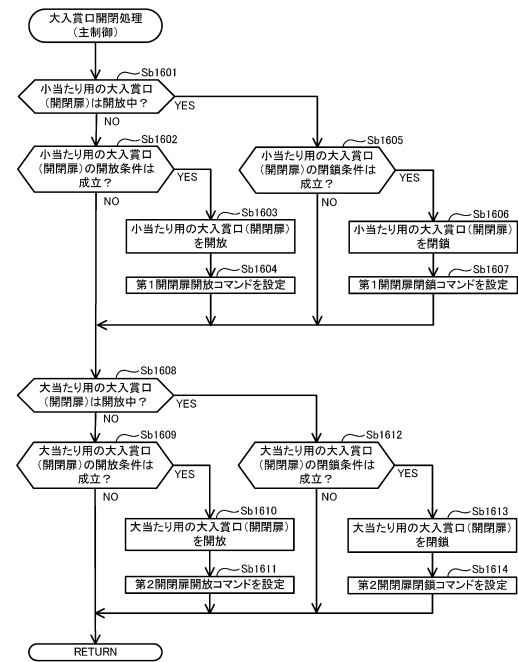 大入賞口開閉処理
(主制御)
Sb1601
小当たり用の大入賞口
(開閉扉)は開放中？
YES
NO
Sb1602
小当たり用の大入賞口
(開閉扉)の開放条件は
成立？
YES
NO
Sb1605
小当たり用の大入賞口
(開閉扉)の閉鎖条件は
成立？
YES
NO
Sb1603
小当たり用の大入賞口(開閉扉)
を開放
Sb1604
第1開閉扉開放コマンドを設定
Sb1606
小当たり用の大入賞口(開閉扉)
を閉鎖
Sb1607
第1開閉扉閉鎖コマンドを設定
Sb1608
大当たり用の大入賞口
(開閉扉)は開放中？
YES
NO
Sb1609
大当たり用の大入賞口
(開閉扉)の開放条件は
成立？
YES
NO
Sb1612
大当たり用の大入賞口
(開閉扉)の閉鎖条件は
成立？
YES
NO
Sb1610
大当たり用の大入賞口(開閉扉)
を開放
Sb1611
第2開閉扉開放コマンドを設定
Sb1613
大当たり用の大入賞口(開閉扉)
を閉鎖
Sb1614
第2開閉扉閉鎖コマンドを設定
RETURN